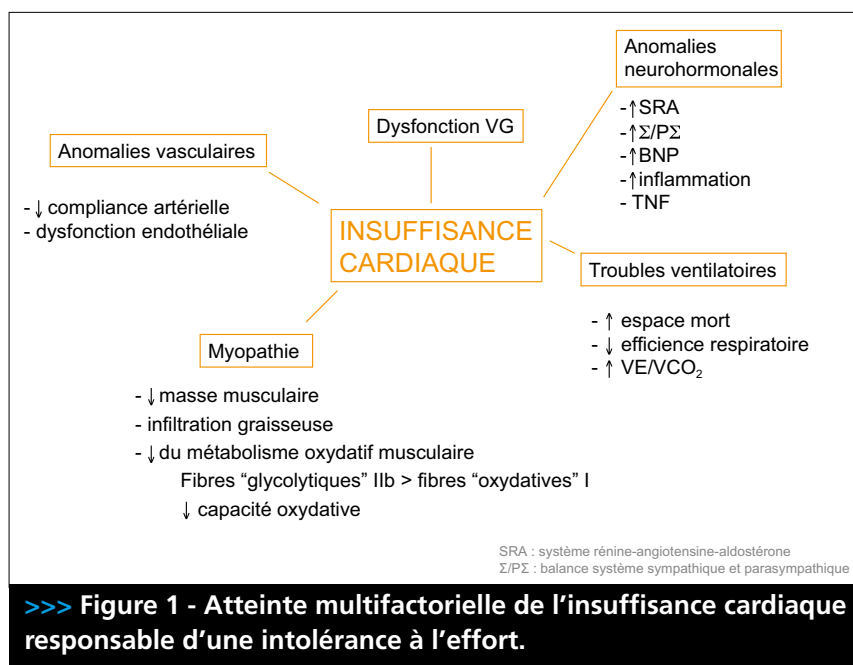 Anomalies
neurohormonales
-↑SRA
-↑Σ/PΣ
-↑BNP
-↑inflammation
- TNF
Dysfonction VG
Anomalies vasculaires
- ↓ compliance artérielle
- dysfonction endothéliale
INSUFFISANCE
CARDIAQUE
Troubles ventilatoires
- ↑ espace mort
- ↓ efficience respiratoire
- ↑ VE/VCO₂
Myopathie
- ↓ masse musculaire
- infiltration graisseuse
- ↓ du métabolisme oxydatif musculaire
Fibres “glycolytiques” IIb > fibres “oxydatives” I
↓ capacité oxydative
SRA : système rénine-angiotensine-aldostérone
Σ/PΣ : balance système sympathique et parasympathique
>>> Figure 1 - Atteinte multifactorielle de l’insuffisance cardiaque
responsable d’une intolérance à l’effort.